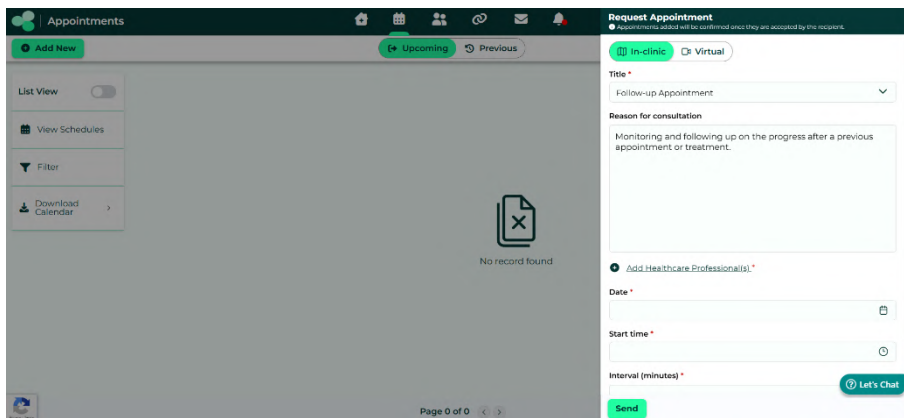 Appointments
Add New
Upcoming
Previous
List View
View Schedules
Filter
Download
Calendar
No record found
Page 0 of 0
Request Appointment
Appointments added will be confirmed once they are accepted by the recipient.
In-clinic
Virtual
Title *
Follow-up Appointment
Reason for consultation
Monitoring and following up on the progress after a previous
appointment or treatment.
Add Healthcare Professional(s) *
Date *
Start time *
Interval (minutes) *
Let's Chat
Send